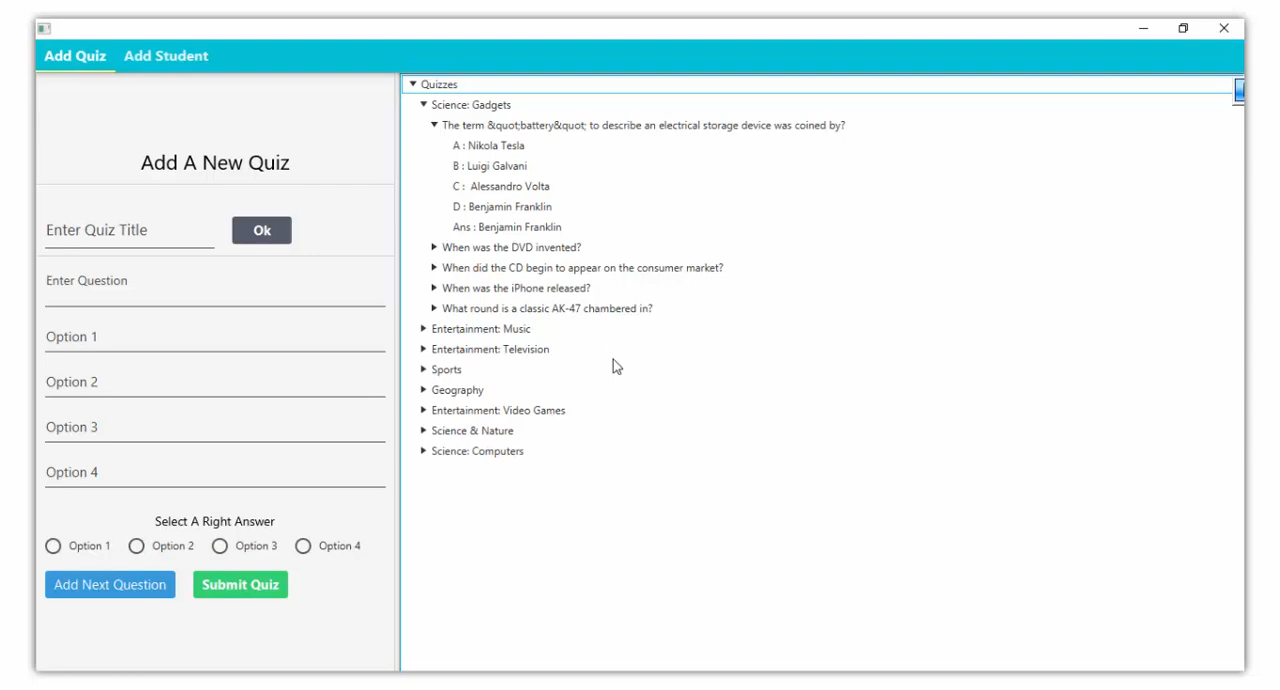 Add Quiz
Add Student
Add A New Quiz
Enter Quiz Title
Ok
Enter Question
Option 1
Option 2
Option 3
Option 4
Select A Right Answer
Option 1 Option 2 Option 3 Option 4
Add Next Question
Submit Quiz
Quizzes
Science: Gadgets
The term &quot;battery&quot; to describe an electrical storage device was coined by?
A : Nikola Tesla
B : Luigi Galvani
C :  Alessandro Volta
D : Benjamin Franklin
Ans : Benjamin Franklin
When was the DVD invented?
When did the CD begin to appear on the consumer market?
When was the iPhone released?
What round is a classic AK-47 chambered in?
Entertainment: Music
Entertainment: Television
Sports
Geography
Entertainment: Video Games
Science & Nature
Science: Computers